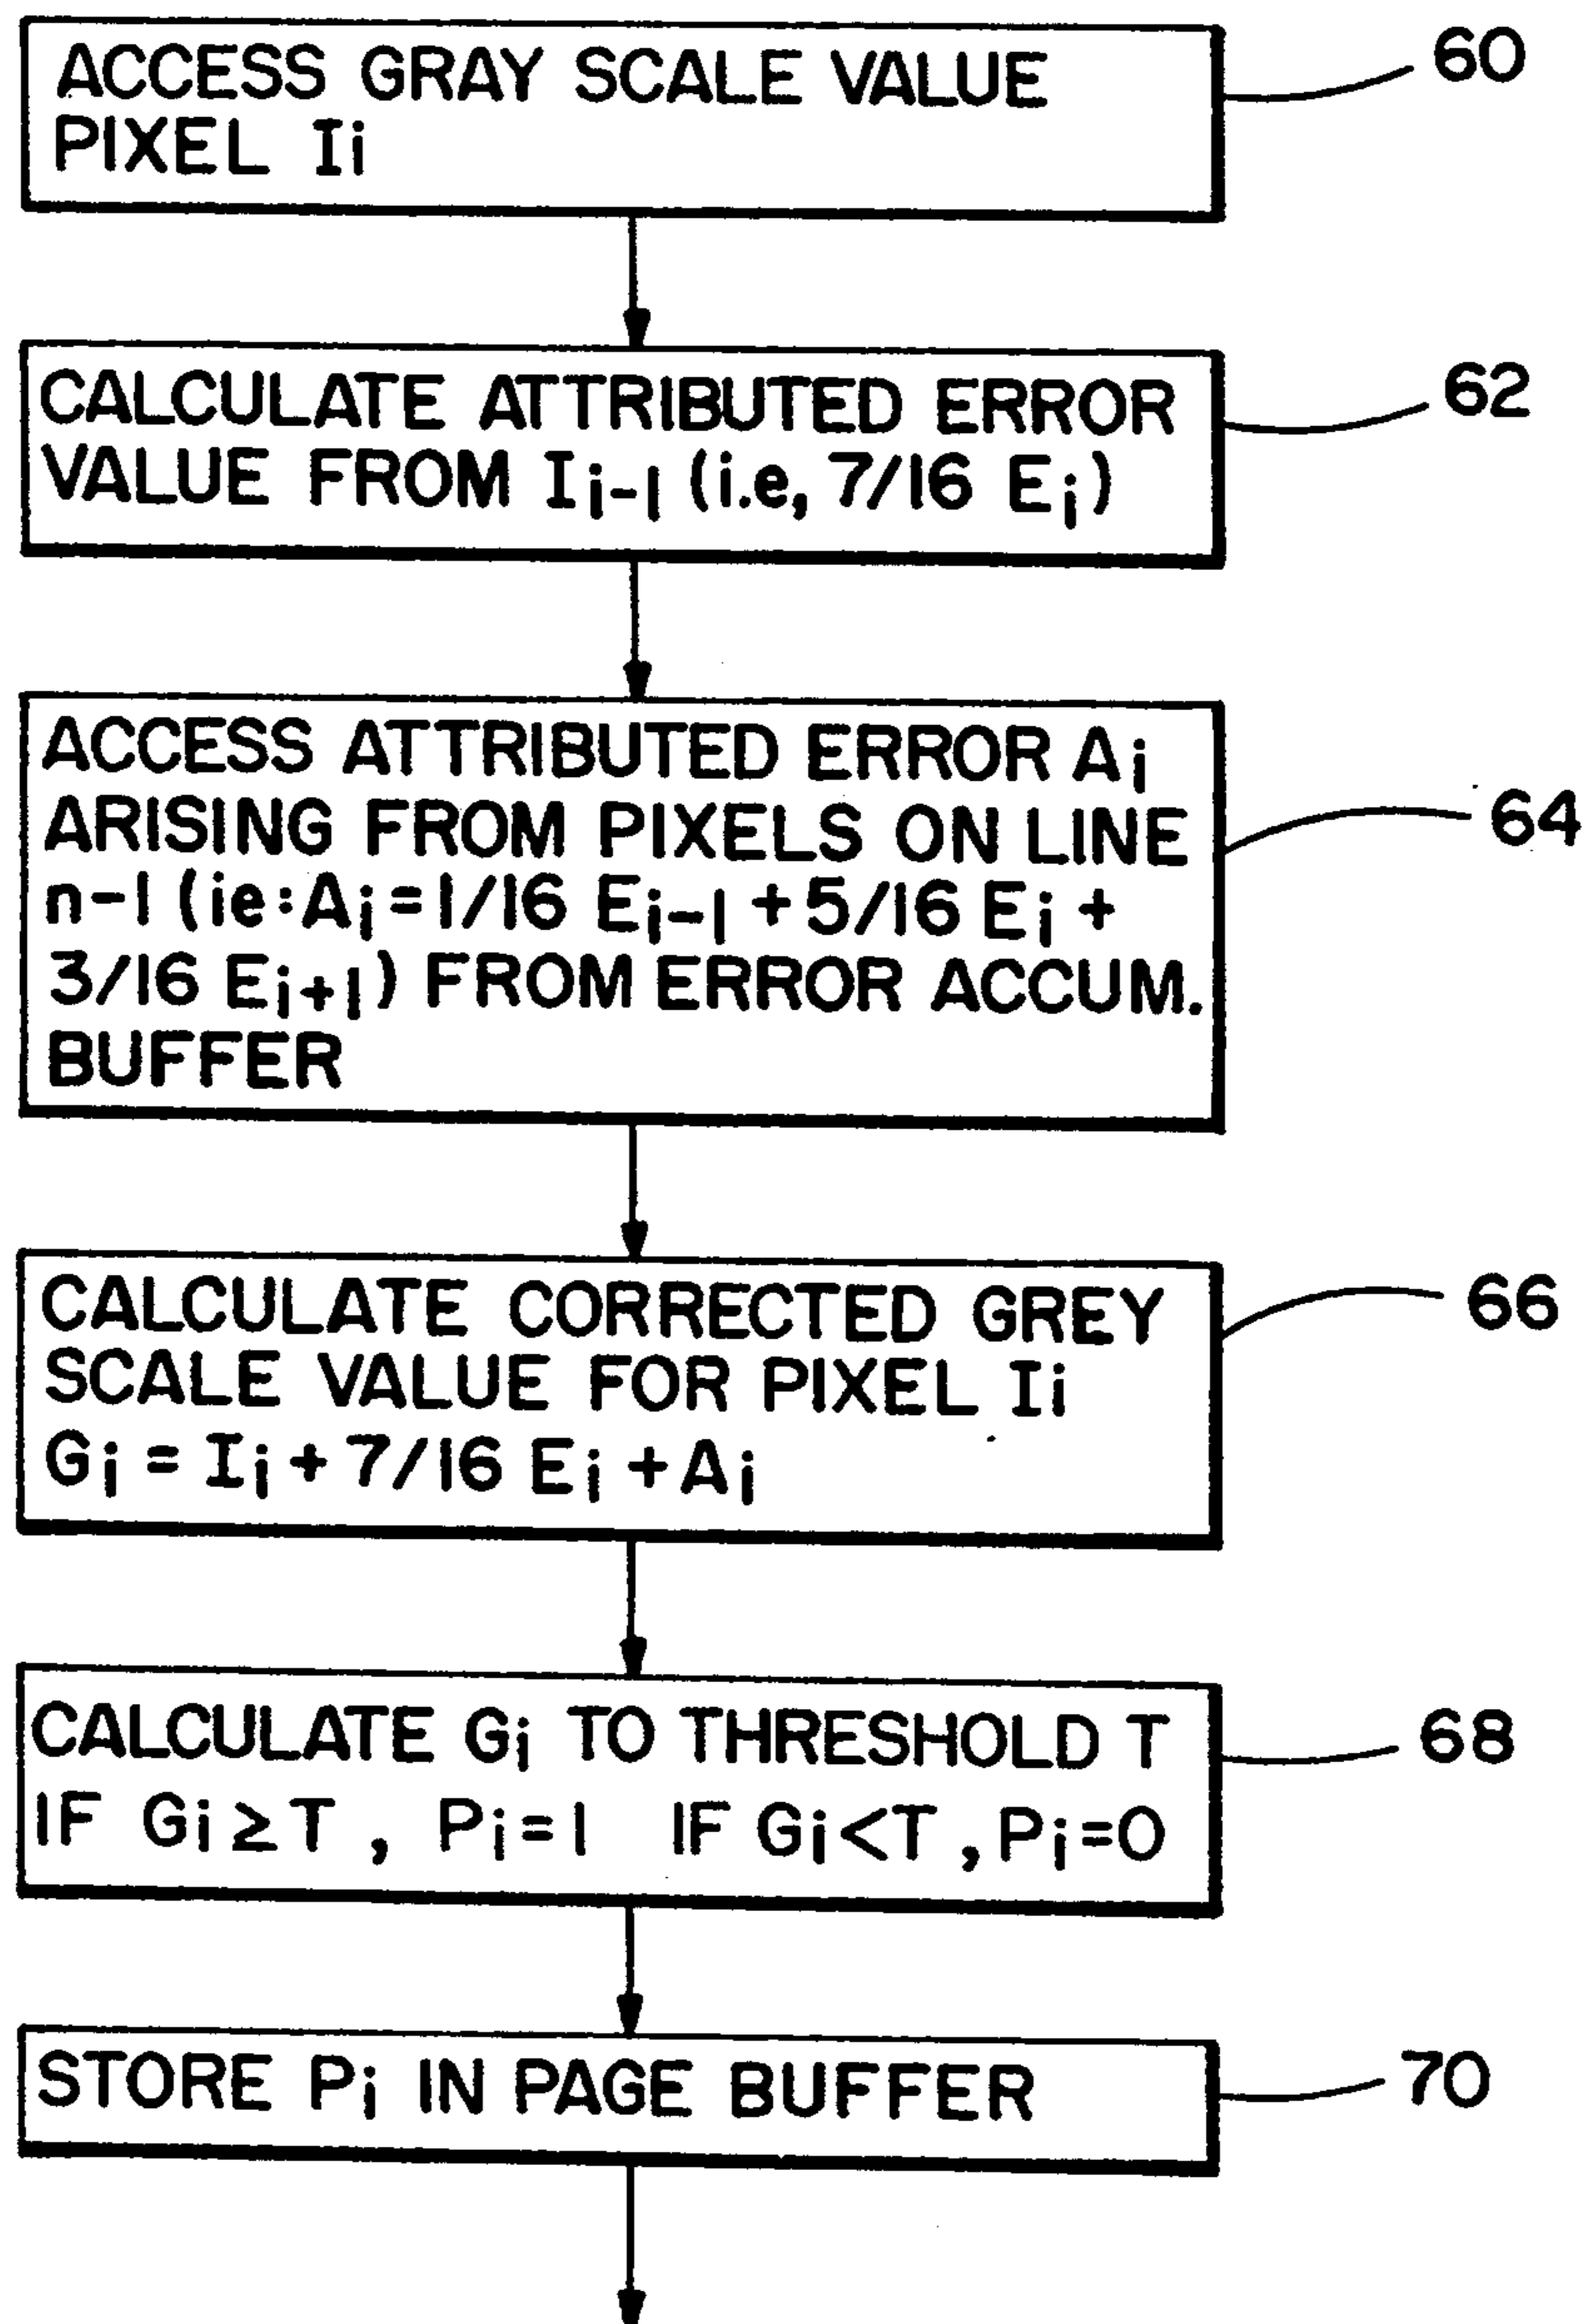 ACCESS GRAY SCALE VALUE
PIXEL Ii
60
CALCULATE ATTRIBUTED ERROR
VALUE FROM Ii-1 (i.e, 7/16 Ei)
62
ACCESS ATTRIBUTED ERROR Ai
ARISING FROM PIXELS ON LINE
n-1 (ie:Ai=1/16 Ei-1+5/16 Ei+
3/16 Ei+1) FROM ERROR ACCUM.
BUFFER
64
CALCULATE CORRECTED GREY
SCALE VALUE FOR PIXEL Ii
Gi = Ii + 7/16 Ei + Ai
66
CALCULATE Gi TO THRESHOLD T
IF Gi≥T, Pi=1 IF Gi<T, Pi=0
68
STORE Pi IN PAGE BUFFER
70